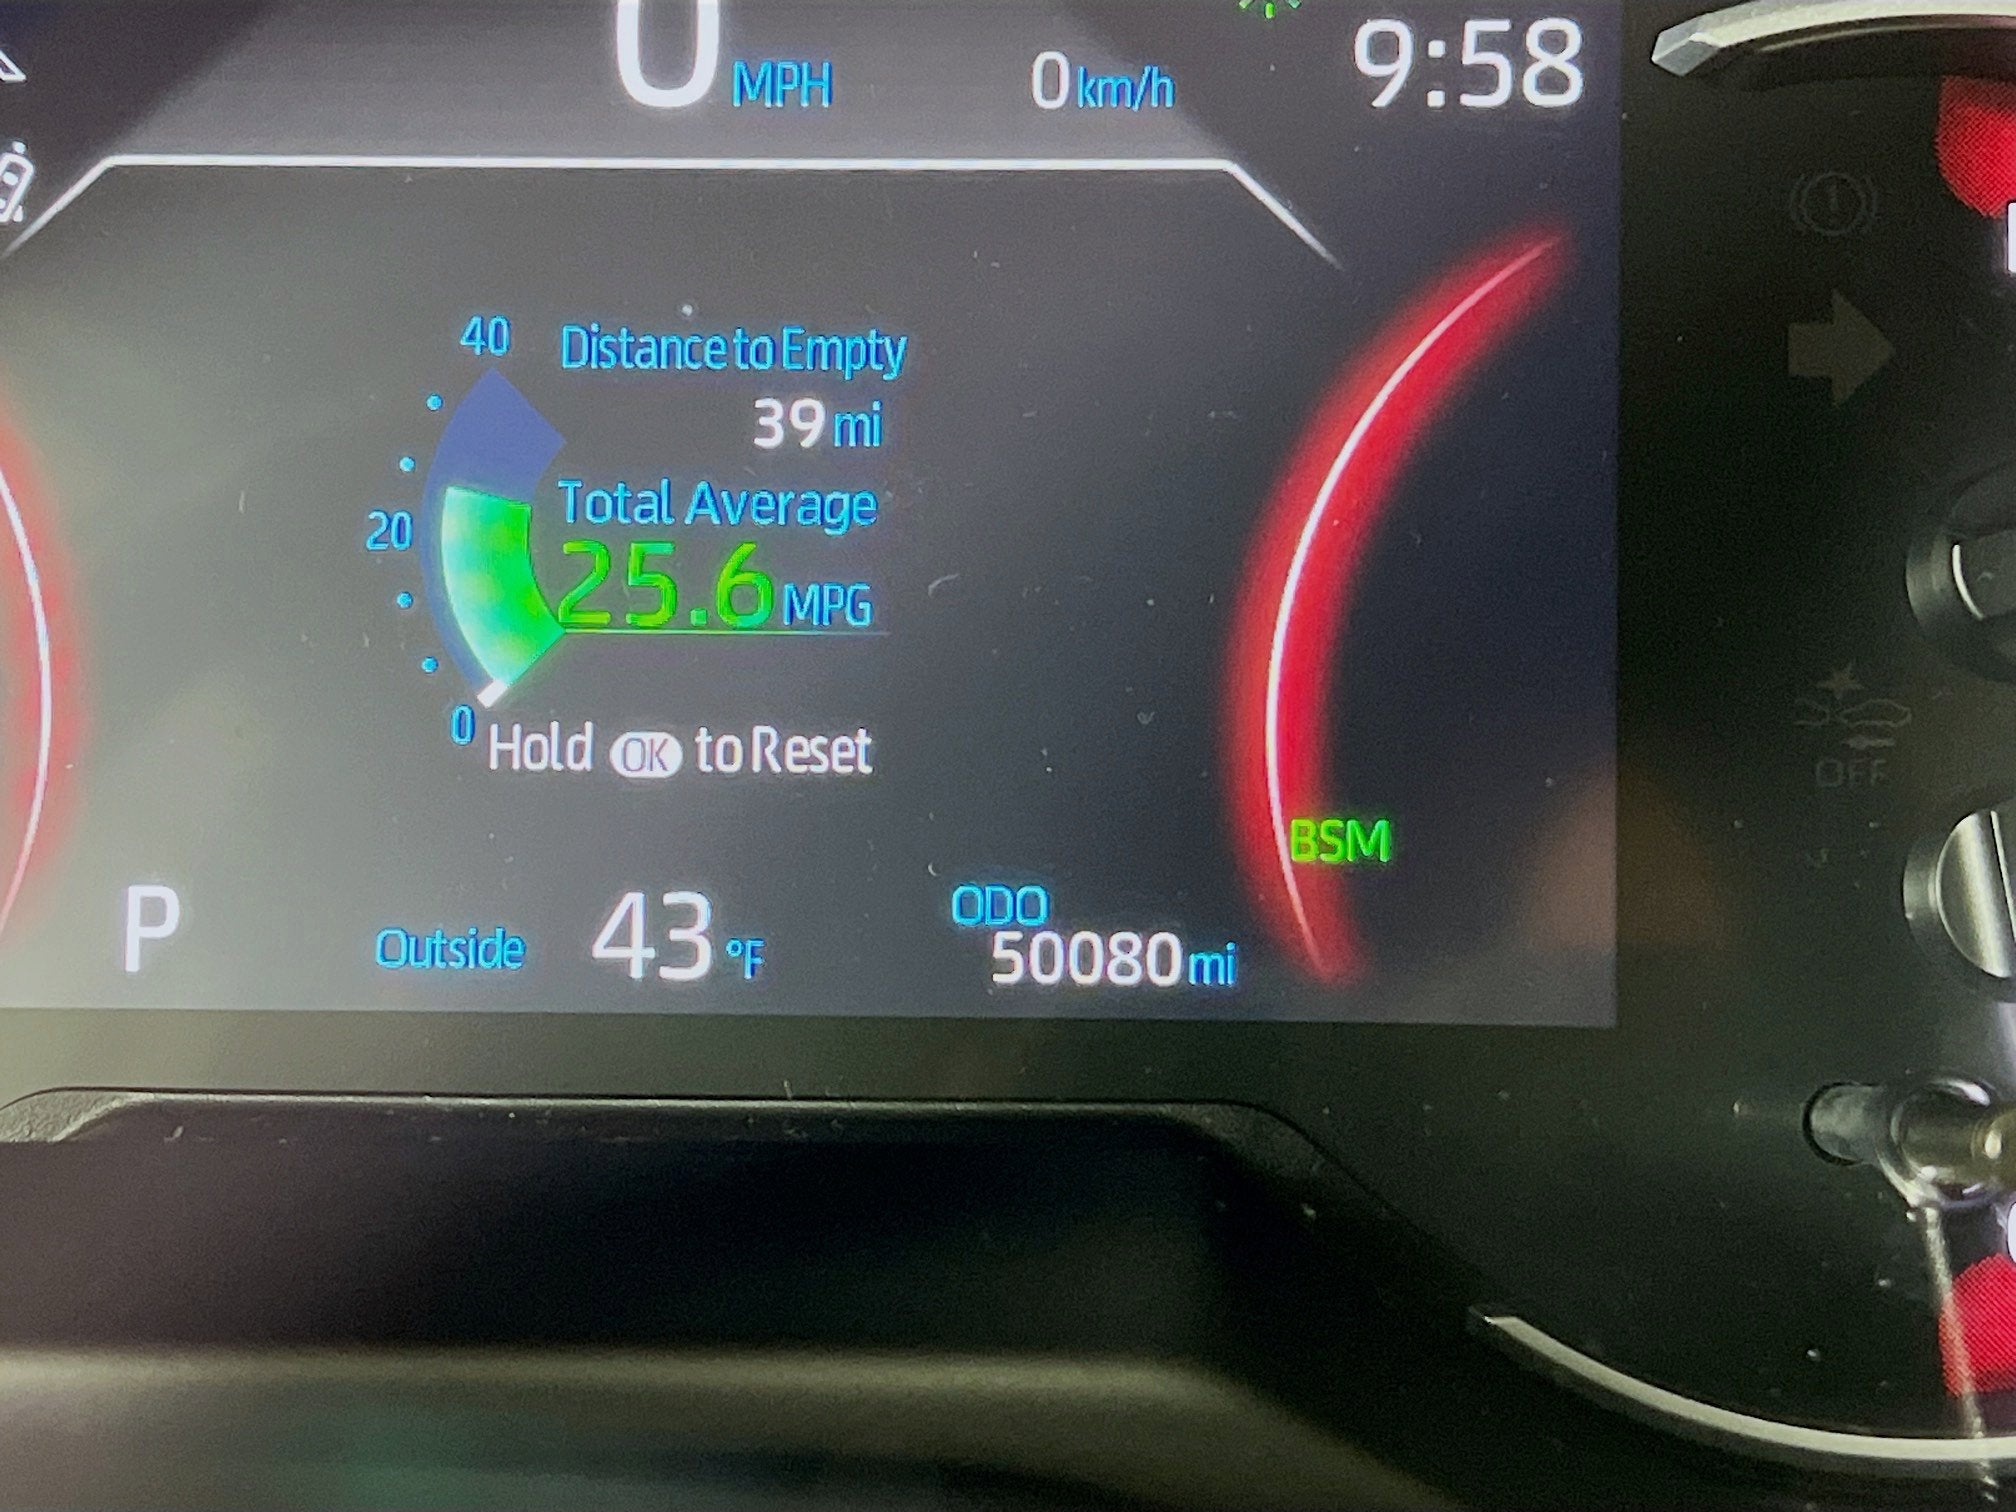 0 MPH 0 km/h 9:58
40 Distance to Empty
39 mi
Total Average
20
25.6 MPG
0 Hold OK to Reset
BSM
P Outside 43 °F ODO
50080 mi
OFF